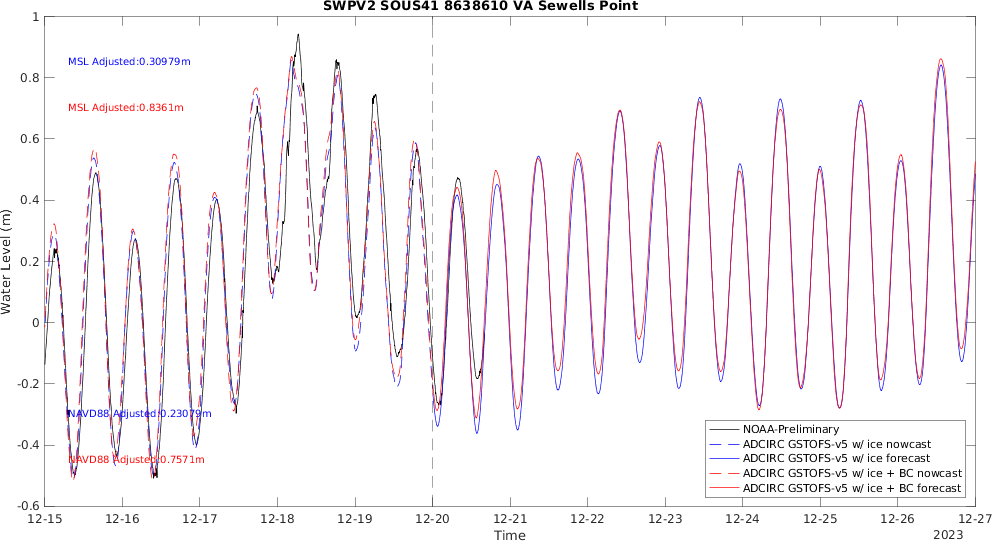 SWPV2 SOUS41 8638610 VA Sewells Point
1
0.8
0.6
0.4
0.2
0
-0.2
-0.4
-0.6
Water Level (m)
MSL Adjusted:0.30979m
MSL Adjusted:0.8361m
NAVD88 Adjusted:0.23079m
NAVD88 Adjusted:0.7571m
NOAA-Preliminary
ADCIRC GSTOFS-v5 w/ ice nowcast
ADCIRC GSTOFS-v5 w/ ice forecast
ADCIRC GSTOFS-v5 w/ ice + BC nowcast
ADCIRC GSTOFS-v5 w/ ice + BC forecast
12-15 12-16 12-17 12-18 12-19 12-20 12-21 12-22 12-23 12-24 12-25 12-26 12-27
Time
2023